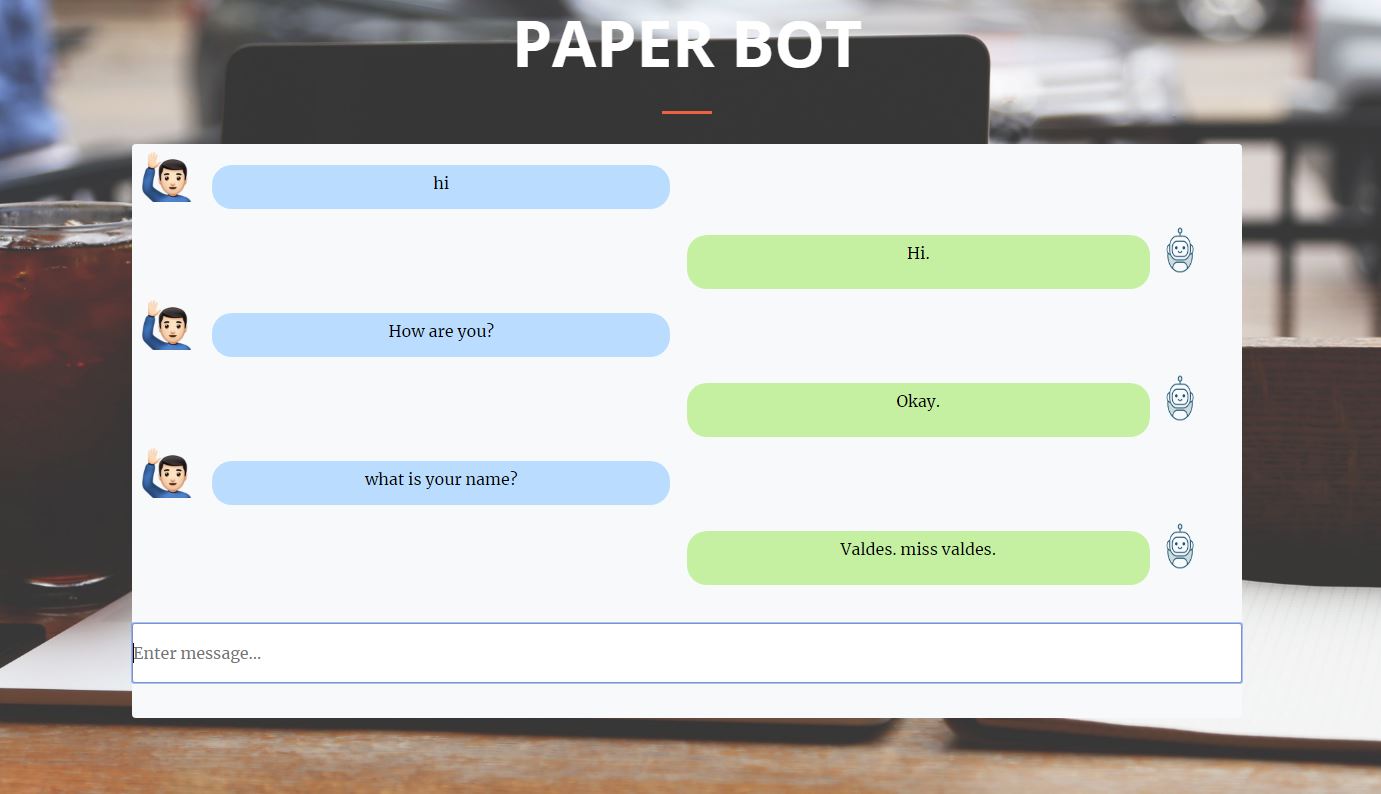 PAPER BOT
hi
Hi.
How are you?
Okay.
what is your name?
Valdes. miss valdes.
Enter message...